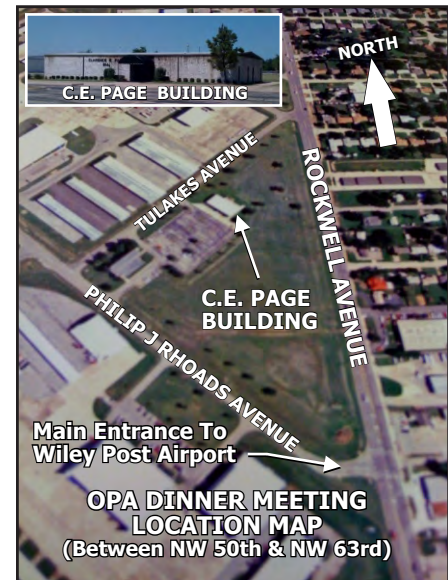 C.E. PAGE BUILDING
NORTH
TULAKES AVENUE
ROCKWELL AVENUE
C.E. PAGE
BUILDING
PHILIP J RHOADS AVENUE
Main Entrance To
Wiley Post Airport
OPA DINNER MEETING
LOCATION MAP
(Between NW 50th & NW 63rd)